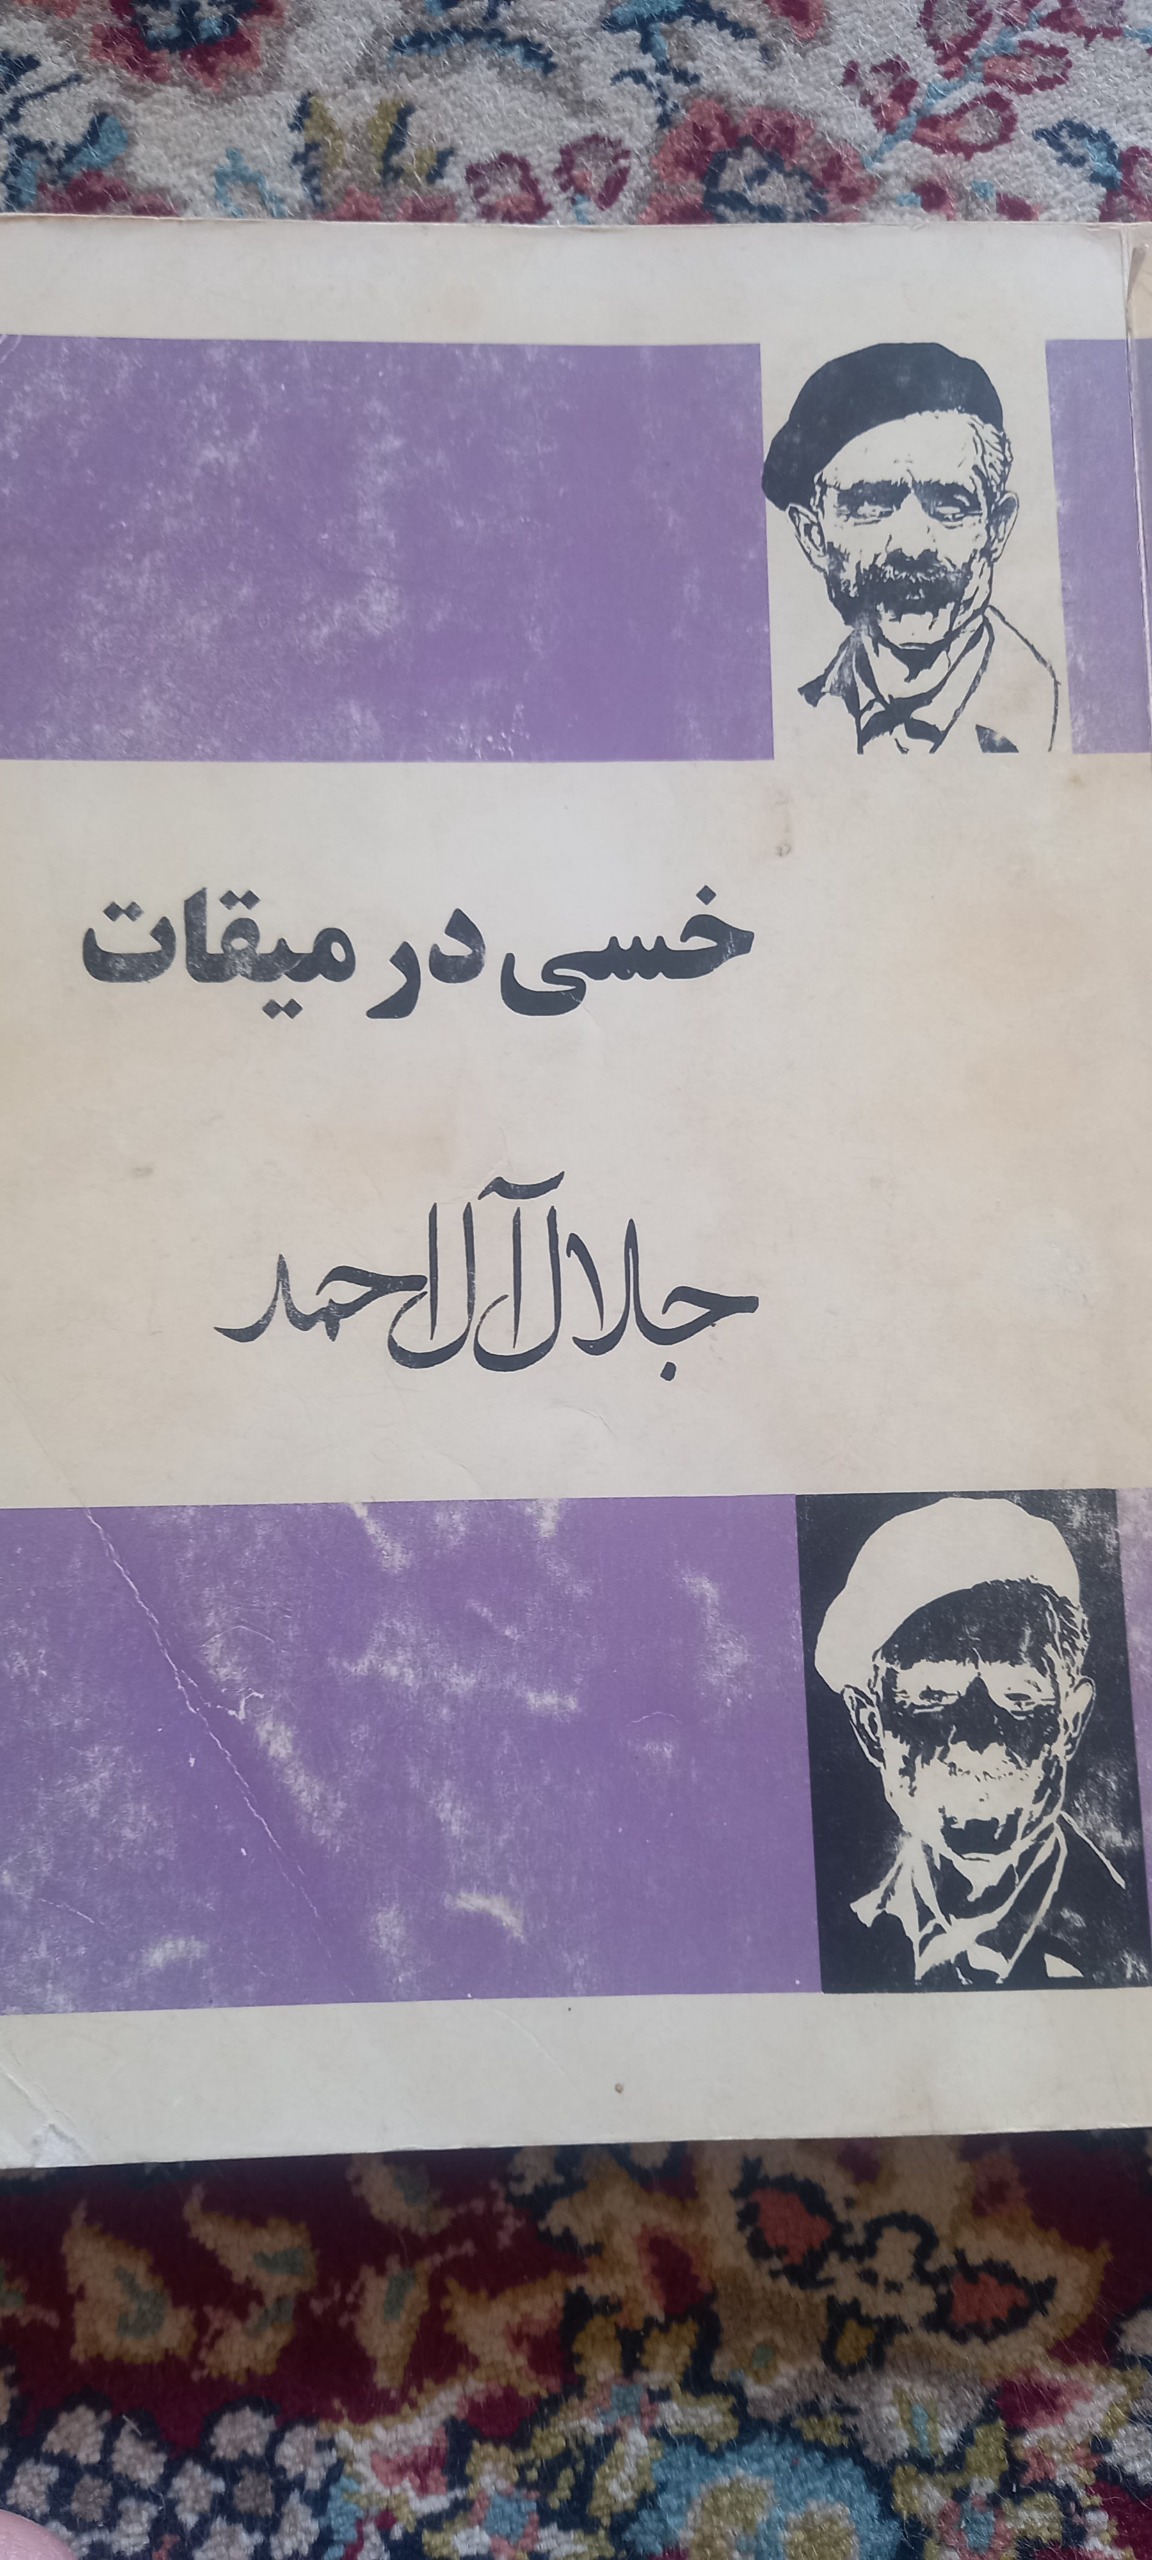 خسی در میقات
جلال آل احمد